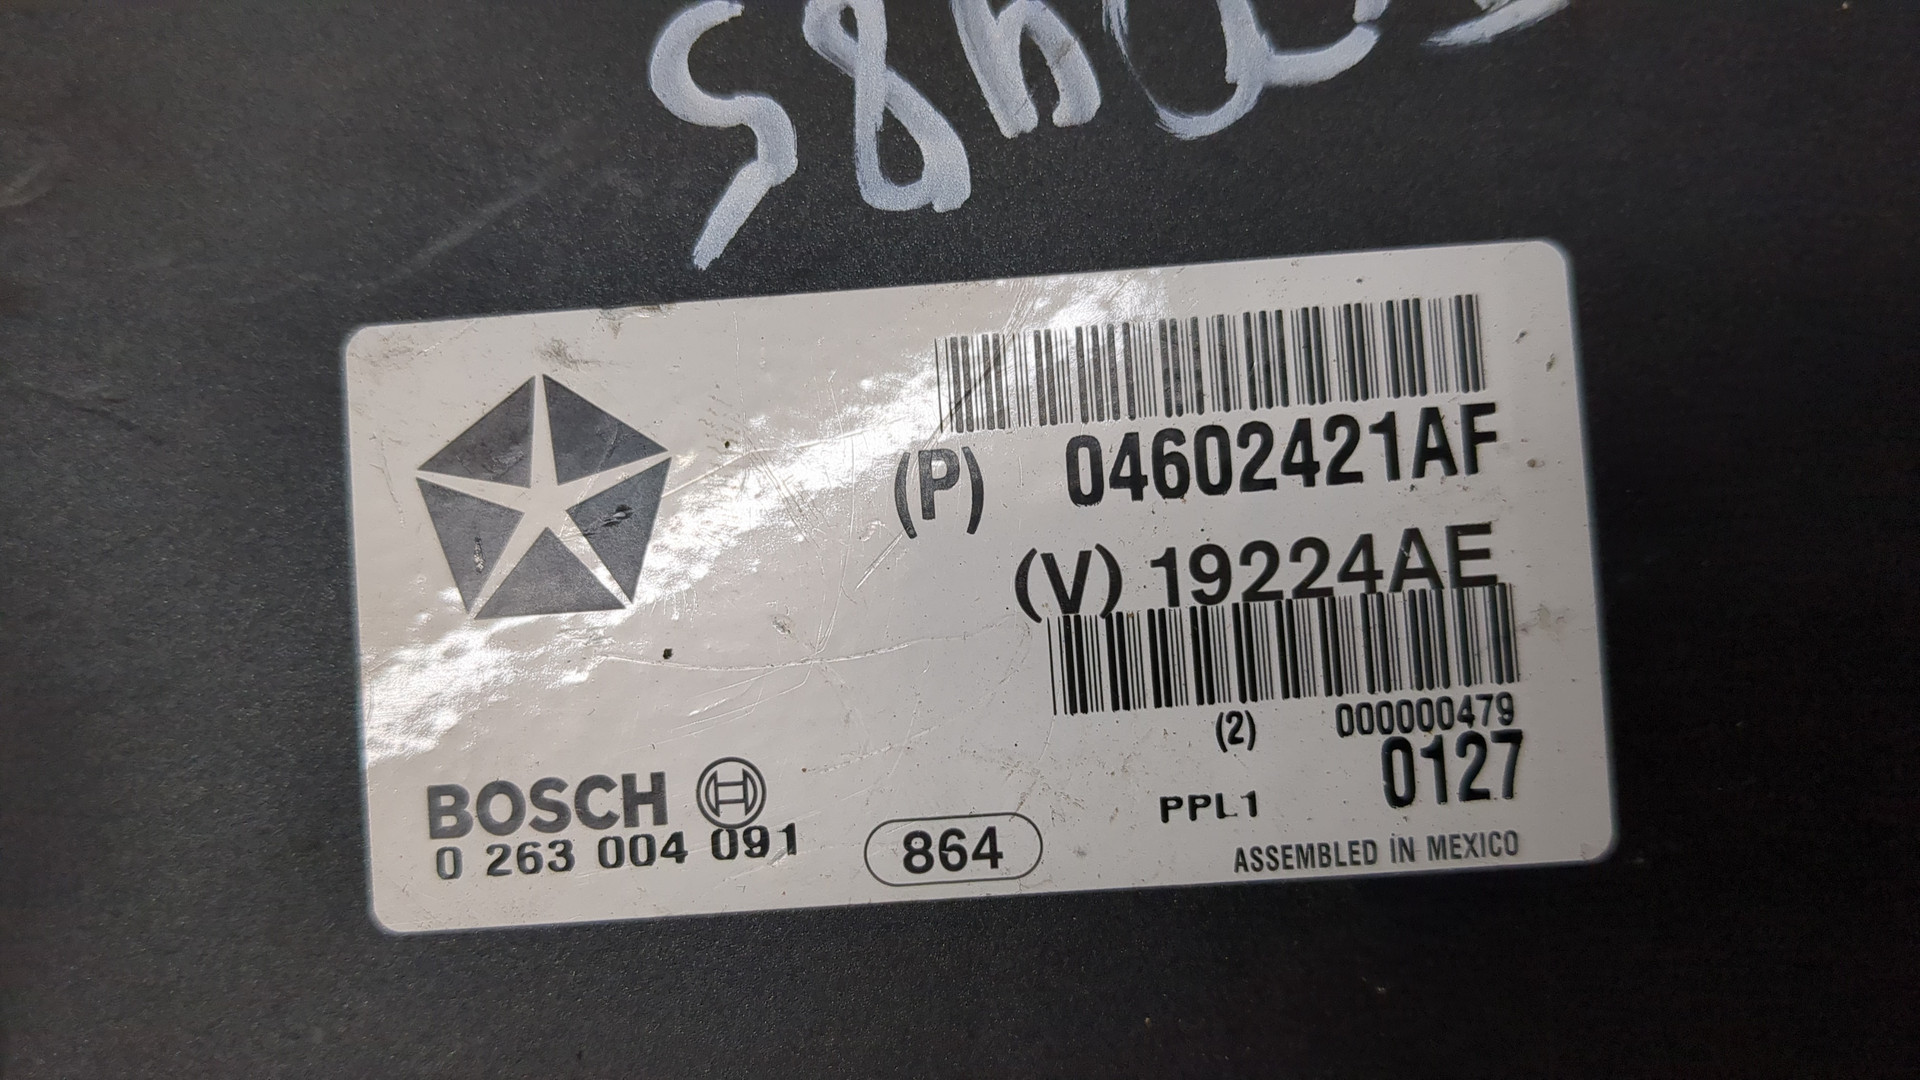 (P) 04602421AF
(V) 19224AE
(2) 000000479
0127
PPL1
BOSCH
0 263 004 091
864
ASSEMBLED IN MEXICO